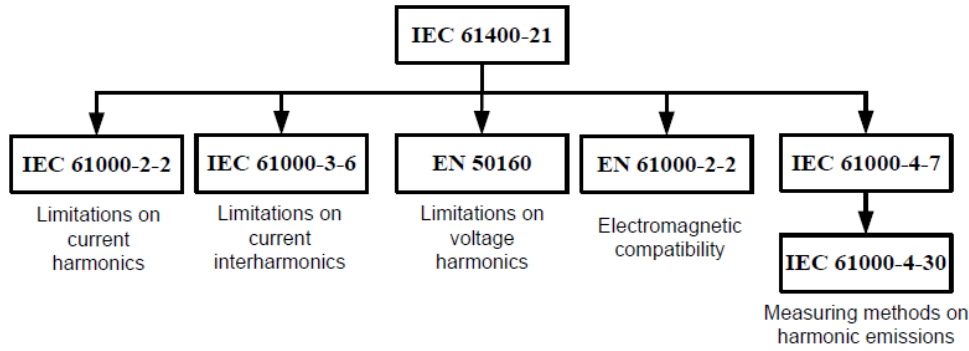 IEC 61400-21
IEC 61000-2-2
IEC 61000-3-6
EN 50160
EN 61000-2-2
IEC 61000-4-7
Limitations on
current
harmonics
Limitations on
current
interharmonics
Limitations on
voltage
harmonics
Electromagnetic
compatibility
IEC 61000-4-30
Measuring methods on
harmonic emissions